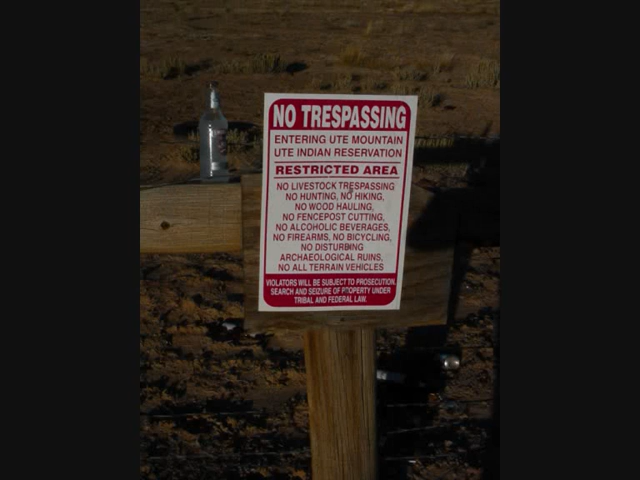 NO TRESPASSING
ENTERING UTE MOUNTAIN
UTE INDIAN RESERVATION
RESTRICTED AREA
NO LIVESTOCK TRESPASSING
NO HUNTING, NO HIKING,
NO WOOD HAULING,
NO FENCEPOST CUTTING,
NO ALCOHOLIC BEVERAGES,
NO FIREARMS, NO BICYCLING,
NO DISTURBING
ARCHAEOLOGICAL RUINS,
NO ALL TERRAIN VEHICLES
VIOLATORS WILL BE SUBJECT TO PROSECUTION,
SEARCH AND SEIZURE OF PROPERTY UNDER
TRIBAL AND FEDERAL LAW.